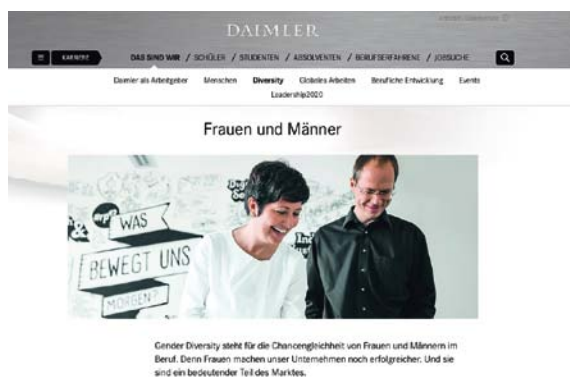 DAIMLER
KARRIERE DAS SIND WIR / SCHÜLER / STUDENTEN / ABSOLVENTEN / BERUFSERFAHRENE / JOBSUCHE
Daimler als Arbeitgeber Menschen Diversity Globales Arbeiten Berufliche Entwicklung Events
Leadership2020
Frauen und Männer
WAS
BEWEGT UNS
MORGEN?
Gender Diversity steht für die Chancengleichheit von Frauen und Männern im
Beruf. Denn Frauen machen unser Unternehmen noch erfolgreicher. Und sie
sind ein bedeutender Teil des Marktes.